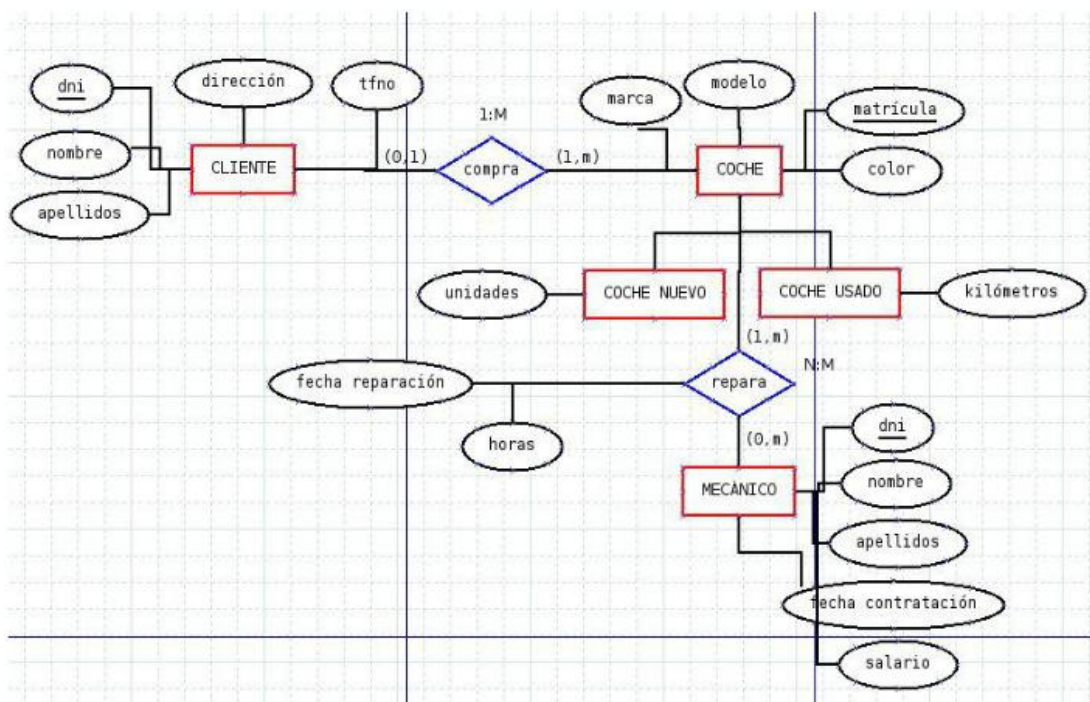 dni
dirección
tfno
modelo
marca
matrícula
1:M
nombre
CLIENTE
(0,1)
compra
(1,m)
COCHE
color
apellidos
unidades
COCHE NUEVO
COCHE USADO
kilómetros
(1,m)
N:M
fecha reparación
repara
horas
(0,m)
dni
MECÁNICO
nombre
apellidos
fecha contratación
salario